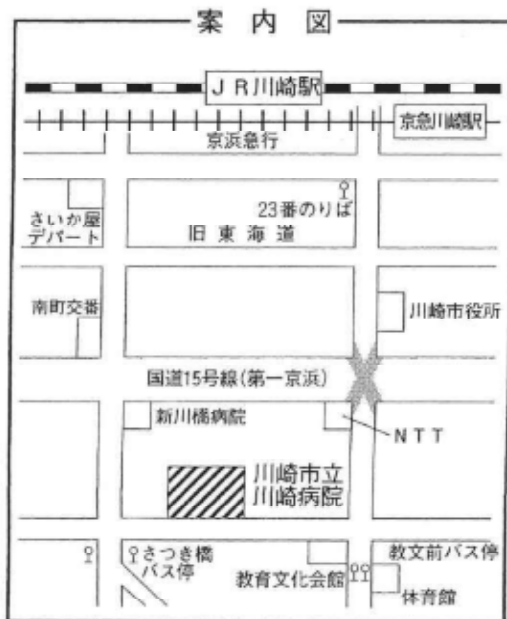 案内図
JR川崎駅
京急川崎駅
京浜急行
23番のりば
さいか屋
デパート
旧東海道
南町交番
川崎市役所
国道15号線(第一京浜)
新川橋病院
NTT
川崎市立
川崎病院
さつき橋
バス停
教文前バス停
教育文化会館
体育館